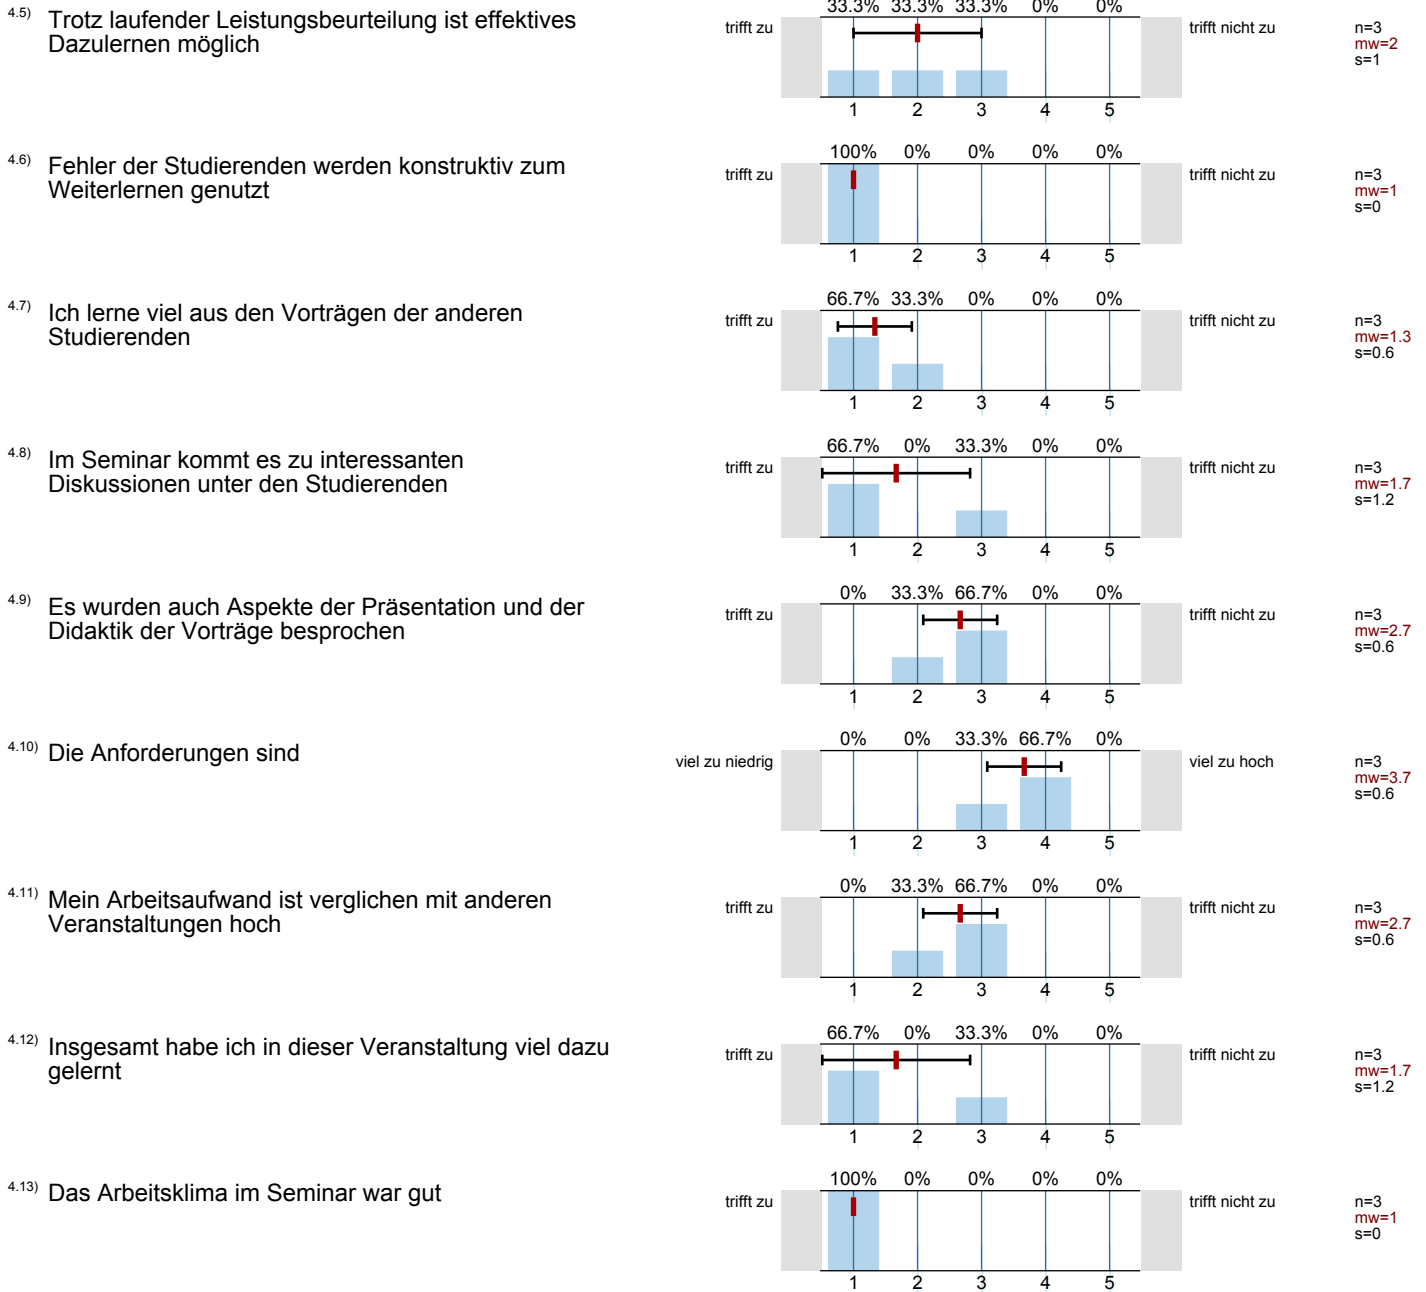 4.5) Trotz laufender Leistungsbeurteilung ist effektives
Dazulernen möglich
33.3% 33.3% 33.3% 0% 0%
trifft zu
trifft nicht zu
n=3
mw=2
s=1
1 2 3 4 5
4.6) Fehler der Studierenden werden konstruktiv zum
Weiterlernen genutzt
100% 0% 0% 0% 0%
trifft zu
trifft nicht zu
n=3
mw=1
s=0
1 2 3 4 5
4.7) Ich lerne viel aus den Vorträgen der anderen
Studierenden
66.7% 33.3% 0% 0% 0%
trifft zu
trifft nicht zu
n=3
mw=1.3
s=0.6
1 2 3 4 5
4.8) Im Seminar kommt es zu interessanten
Diskussionen unter den Studierenden
66.7% 0% 33.3% 0% 0%
trifft zu
trifft nicht zu
n=3
mw=1.7
s=1.2
1 2 3 4 5
4.9) Es wurden auch Aspekte der Präsentation und der
Didaktik der Vorträge besprochen
0% 33.3% 66.7% 0% 0%
trifft zu
trifft nicht zu
n=3
mw=2.7
s=0.6
1 2 3 4 5
4.10) Die Anforderungen sind
0% 0% 33.3% 66.7% 0%
viel zu niedrig
viel zu hoch
n=3
mw=3.7
s=0.6
1 2 3 4 5
4.11) Mein Arbeitsaufwand ist verglichen mit anderen
Veranstaltungen hoch
0% 33.3% 66.7% 0% 0%
trifft zu
trifft nicht zu
n=3
mw=2.7
s=0.6
1 2 3 4 5
4.12) Insgesamt habe ich in dieser Veranstaltung viel dazu
gelernt
66.7% 0% 33.3% 0% 0%
trifft zu
trifft nicht zu
n=3
mw=1.7
s=1.2
1 2 3 4 5
4.13) Das Arbeitsklima im Seminar war gut
100% 0% 0% 0% 0%
trifft zu
trifft nicht zu
n=3
mw=1
s=0
1 2 3 4 5